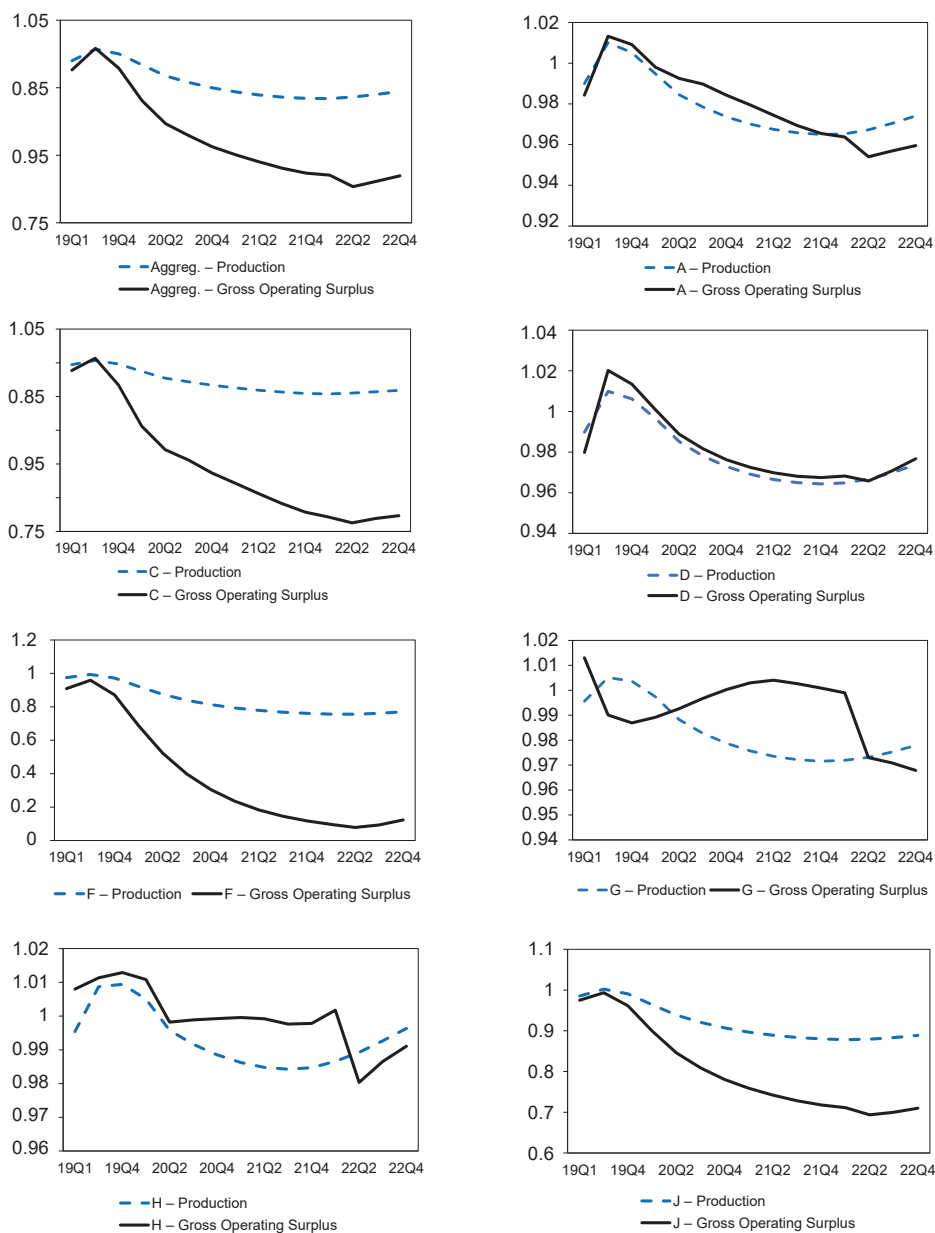 1.05
0.85
0.95
0.75
19Q1 19Q4 20Q2 20Q4 21Q2 21Q4 22Q2 22Q4
Aggreg. – Production
Aggreg. – Gross Operating Surplus
1.02
1
0.98
0.96
0.94
0.92
19Q1 19Q4 20Q2 20Q4 21Q2 21Q4 22Q2 22Q4
A – Production
A – Gross Operating Surplus
1.05
0.85
0.95
0.75
19Q1 19Q4 20Q2 20Q4 21Q2 21Q4 22Q2 22Q4
C – Production
C – Gross Operating Surplus
1.04
1.02
1
0.98
0.96
0.94
19Q1 19Q4 20Q2 20Q4 21Q2 21Q4 22Q2 22Q4
D – Production
D – Gross Operating Surplus
1.2
1
0.8
0.6
0.4
0.2
0
19Q1 19Q4 20Q2 20Q4 21Q2 21Q4 22Q2 22Q4
F – Production F – Gross Operating Surplus
1.02
1.01
1
0.99
0.98
0.97
0.96
0.95
0.94
19Q1 19Q4 20Q2 20Q4 21Q2 21Q4 22Q2 22Q4
G – Production G – Gross Operating Surplus
1.02
1.01
1
0.99
0.98
0.97
0.96
19Q1 19Q4 20Q2 20Q4 21Q2 21Q4 22Q2 22Q4
H – Production
H – Gross Operating Surplus
1.1
1
0.9
0.8
0.7
0.6
19Q1 19Q4 20Q2 20Q4 21Q2 21Q4 22Q2 22Q4
J – Production
J – Gross Operating Surplus